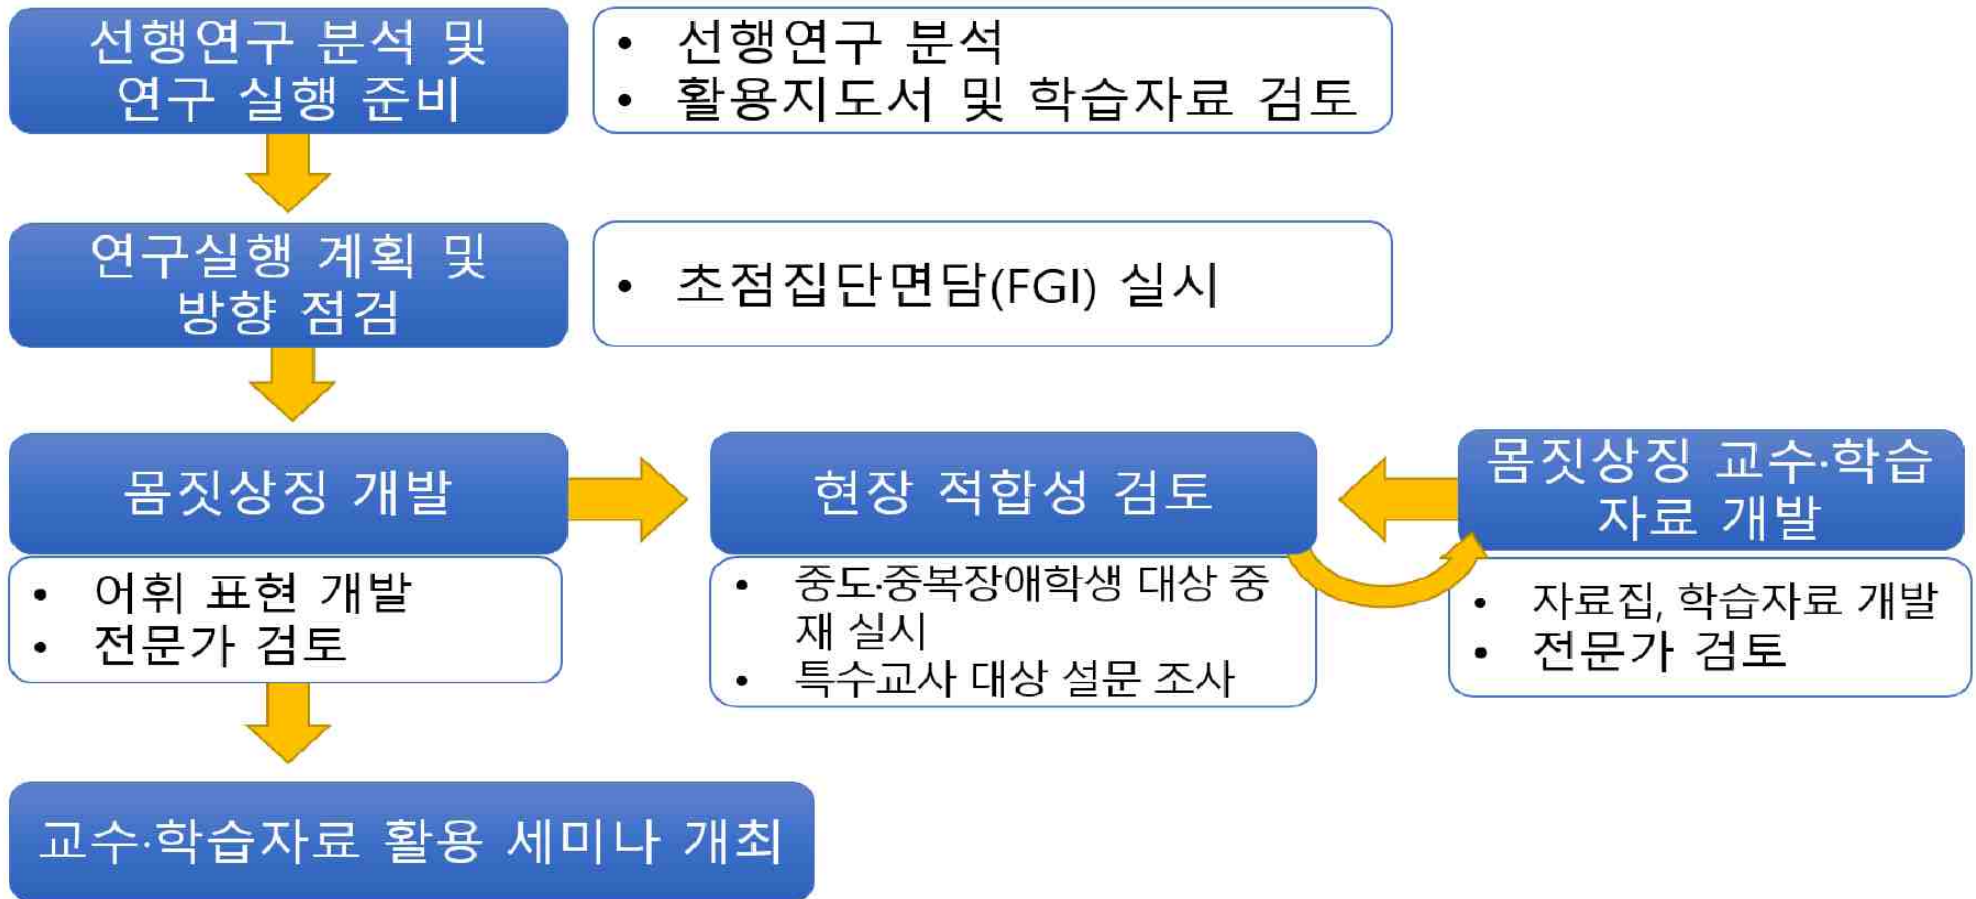 선행연구 분석 및
연구 실행 준비
• 선행연구 분석
• 활용지도서 및 학습자료 검토
연구실행 계획 및
방향 점검
• 초점집단면담(FGI) 실시
몸짓상징 개발
• 어휘 표현 개발
• 전문가 검토
현장 적합성 검토
• 중도·중복장애학생 대상 중
재 실시
• 특수교사 대상 설문 조사
몸짓상징 교수·학습
자료 개발
• 자료집, 학습자료 개발
• 전문가 검토
교수·학습자료 활용 세미나 개최